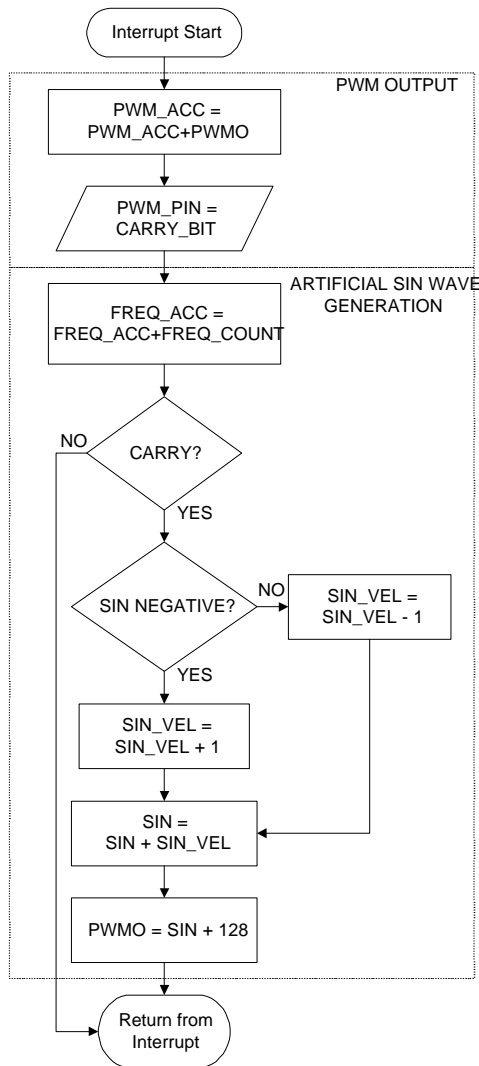 Interrupt Start
PWM OUTPUT
PWM_ACC =
PWM_ACC+PWMO
PWM_PIN =
CARRY_BIT
ARTIFICIAL SIN WAVE
GENERATION
FREQ_ACC =
FREQ_ACC+FREQ_COUNT
NO
CARRY?
YES
SIN NEGATIVE?
NO
SIN_VEL =
SIN_VEL - 1
YES
SIN_VEL =
SIN_VEL + 1
SIN =
SIN + SIN_VEL
PWMO = SIN + 128
Return from
Interrupt